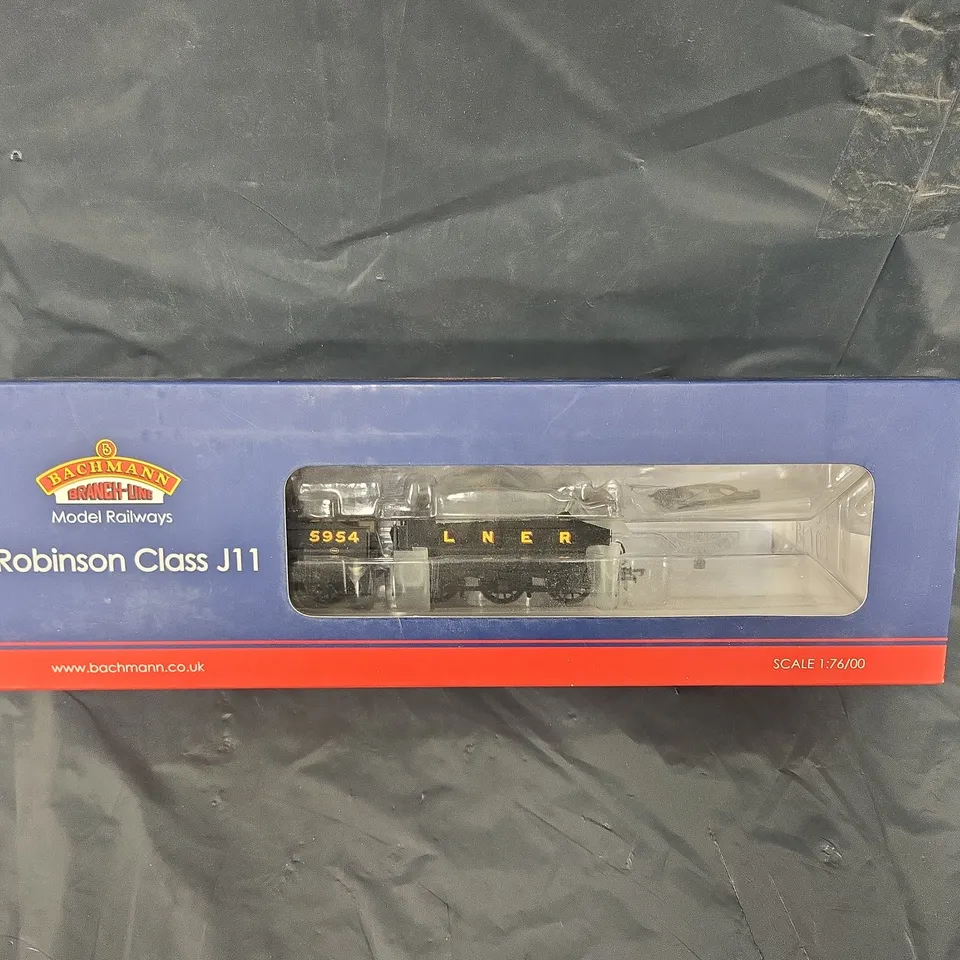 B
BACHMANN
BRANCH-LINE
Model Railways
Robinson Class J11
5954
L N E R
www.bachmann.co.uk
SCALE 1:76/00